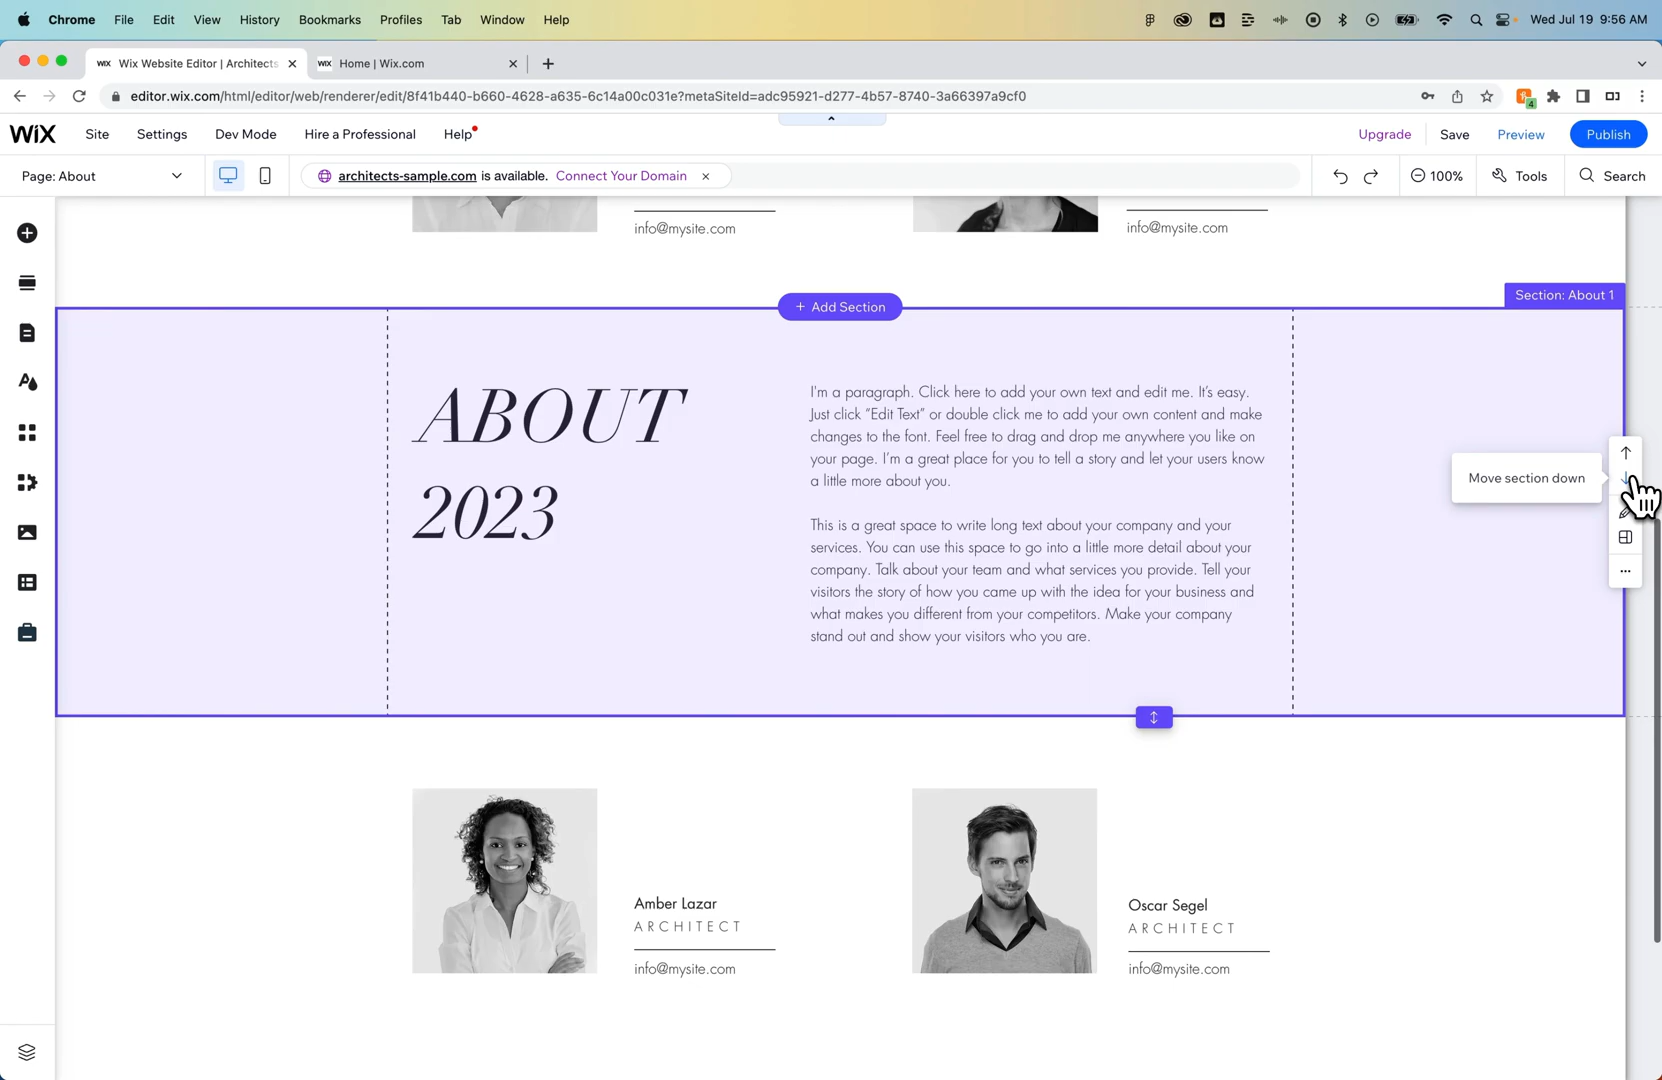 Chrome File Edit View History Bookmarks Profiles Tab Window Help Wed Jul 19 9:56 AM
WiX Wix Website Editor | Architects WiX Home | Wix.com
editor.wix.com/html/editor/web/renderer/edit/8f41b440-b660-4628-a635-6c14a00c031e?metaSiteId=adc95921-d277-4b57-8740-3a66397a9cf0 4
WiX Site Settings Dev Mode Hire a Professional Help Upgrade Save Preview Publish
Page: About architects-sample.com is available. Connect Your Domain 100% Tools Search
info@mysite.com info@mysite.com
Section: About 1
+ Add Section
ABOUT
2023
I'm a paragraph. Click here to add your own text and edit me. It's easy.
Just click "Edit Text" or double click me to add your own content and make
changes to the font. Feel free to drag and drop me anywhere you like on
your page. I'm a great place for you to tell a story and let your users know
a little more about you.
This is a great space to write long text about your company and your
services. You can use this space to go into a little more detail about your
company. Talk about your team and what services you provide. Tell your
visitors the story of how you came up with the idea for your business and
what makes you different from your competitors. Make your company
stand out and show your visitors who you are.
Move section down
Amber Lazar
ARCHITECT
info@mysite.com
Oscar Segel
ARCHITECT
info@mysite.com